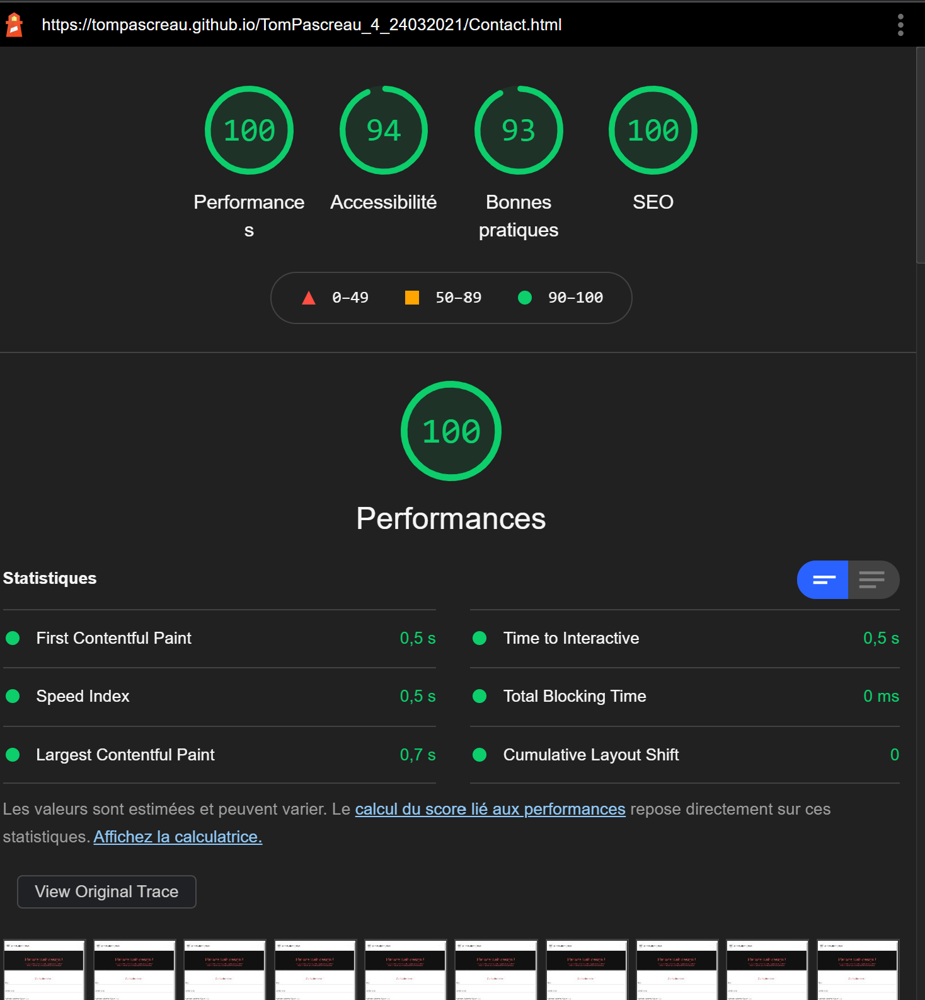 https://tompascreau.github.io/TomPascreau_4_24032021/Contact.html
100
94
93
100
Performance
s
Accessibilité
Bonnes
pratiques
SEO
0–49
50–89
90–100
100
Performances
Statistiques
First Contentful Paint 0,5 s
Time to Interactive 0,5 s
Speed Index 0,5 s
Total Blocking Time 0 ms
Largest Contentful Paint 0,7 s
Cumulative Layout Shift 0
Les valeurs sont estimées et peuvent varier. Le calcul du score lié aux performances repose directement sur ces
statistiques. Affichez la calculatrice.
View Original Trace